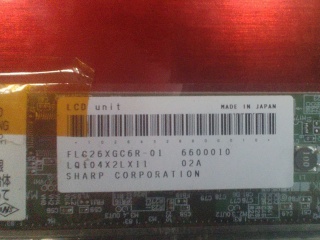 LCD unit
MADE IN JAPAN
FLC26XGC6R-01 6600010
LQ104X2LX11 02A
SHARP CORPORATION